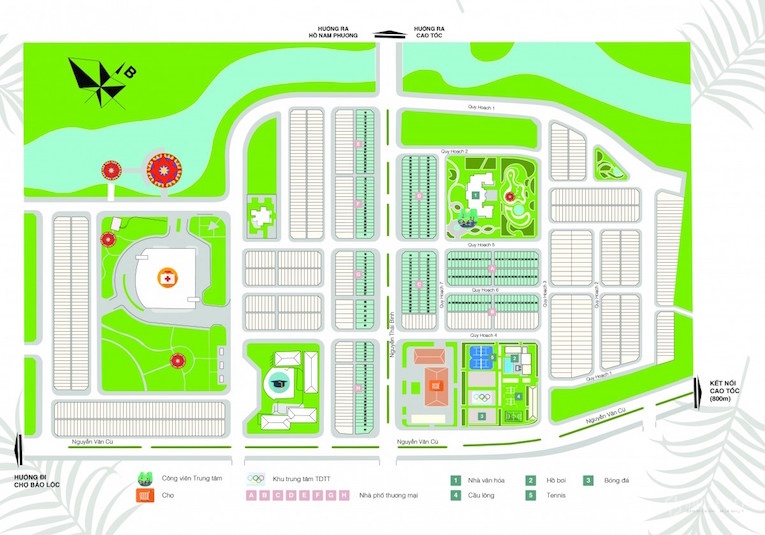 HƯỚNG RA
HỒ NAM PHƯƠNG
HƯỚNG RA
CAO TỐC
B
Quy Hoạch 1
Quy Hoạch 2
Quy Hoạch 5
Quy Hoạch 6
Quy Hoạch 7
Quy Hoạch 3
Quy Hoạch 2
Quy Hoạch 4
Quy Hoạch 1
Nguyễn Thái Bình
Nguyễn Văn Cừ
Nguyễn Văn Cừ
Nguyễn Văn Cừ
KẾT NỐI
CAO TỐC
(800m)
HƯỚNG ĐI
CHỢ BẢO LỘC
Công viên Trung tâm
Chợ
Khu trung tâm TDTT
A B C D E F G H Nhà phố thương mại
1 Nhà văn hóa
4 Cầu lông
2 Hồ bơi
5 Tennis
3 Bóng đá